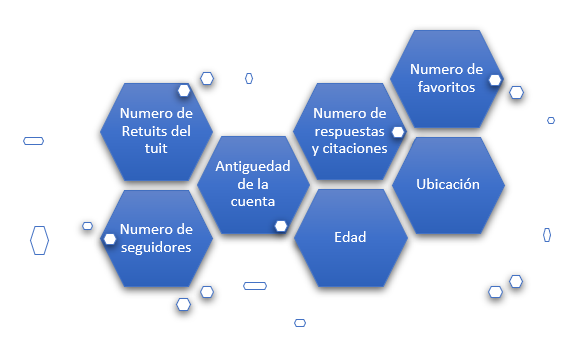 Numero de
Retuits del
tuit
Numero de
seguidores
Antiguedad
de la
cuenta
Numero de
respuestas
y citaciones
Edad
Numero de
favoritos
Ubicación